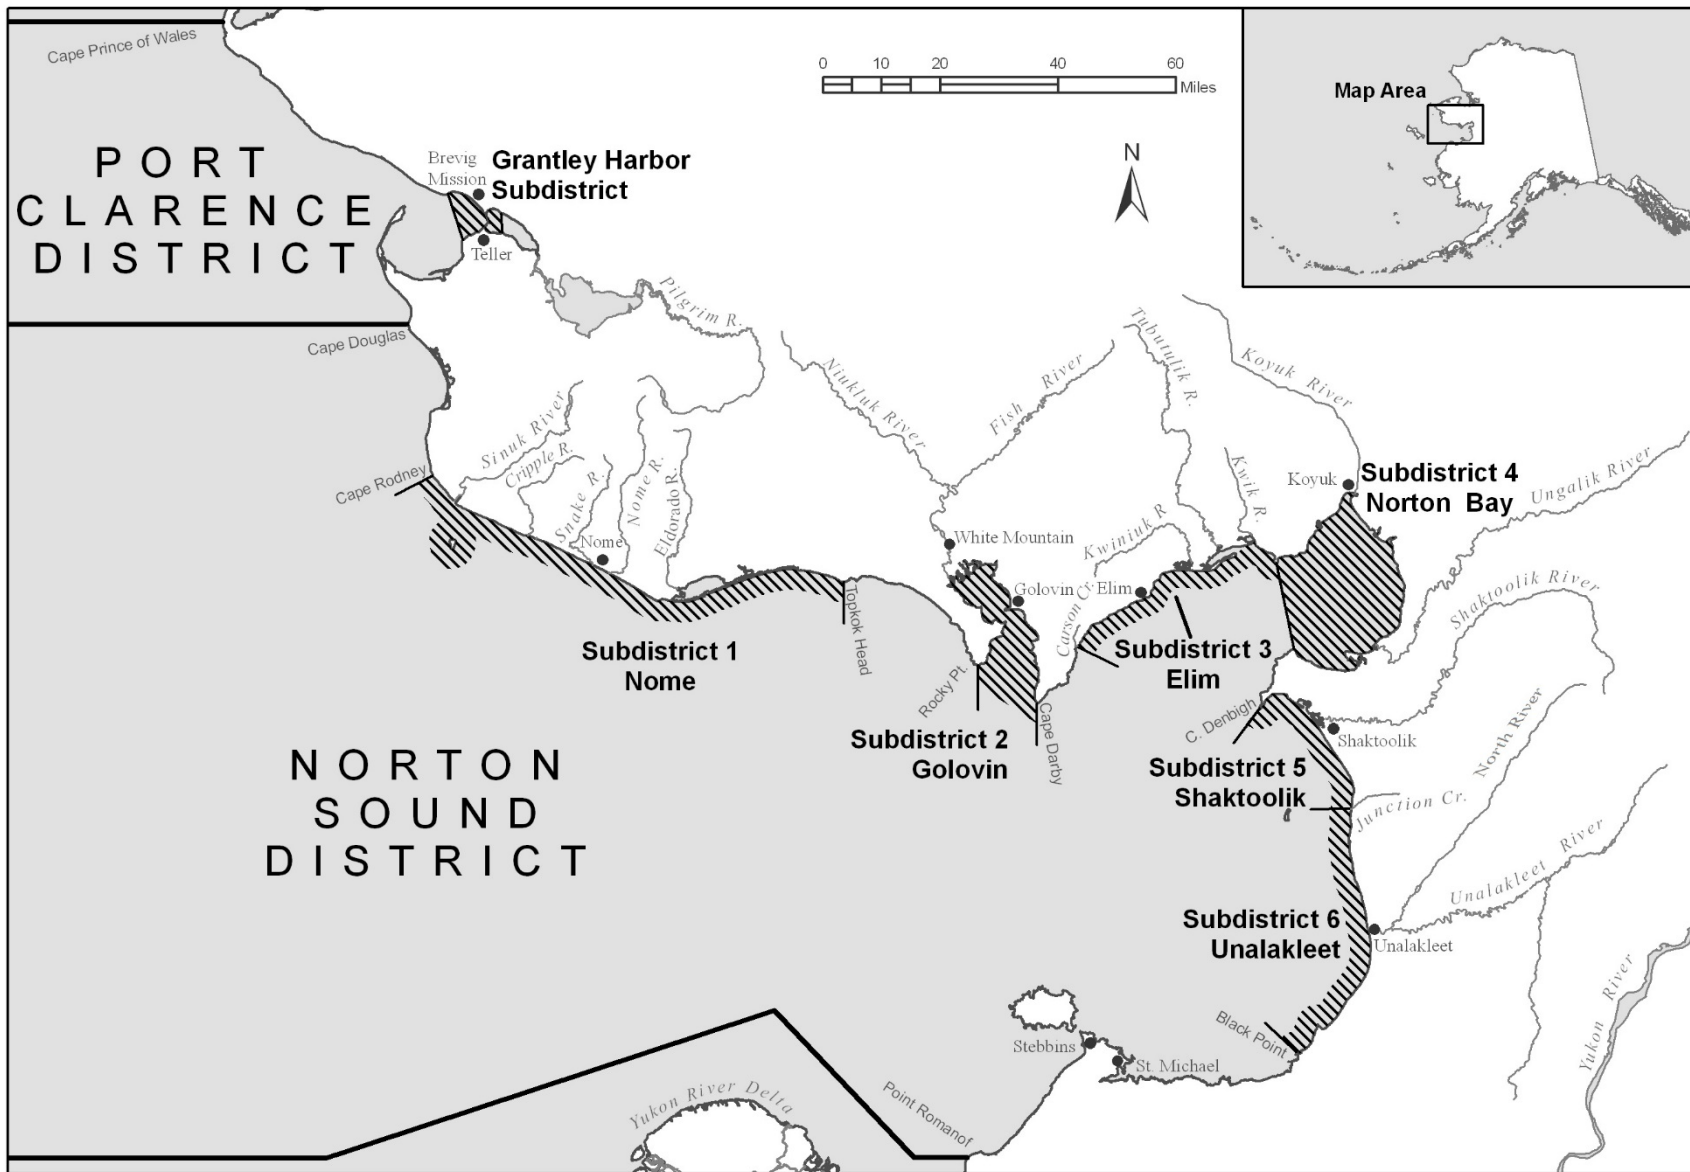 Cape Prince of Wales
0 10 20 40 60
Miles
Map Area
N
PORT
CLARENCE
DISTRICT
Brevig
Mission
Grantley Harbor
Subdistrict
Teller
Pilgrim R.
Cape Douglas
Niukluk River
Fish River
Tubutulik R.
Koyuk River
Sinuk River
Cripple R.
Snake R.
Nome R.
Eldorado R.
Cape Rodney
Nome
White Mountain
Kwiniuk R
Kwik R.
Koyuk
Subdistrict 4
Norton Bay
Ungalik River
Shaktoolik River
Golovin
Elim
Carson Cr.
Topkok Head
Subdistrict 1
Nome
Rocky Pt.
Subdistrict 3
Elim
C. Denbigh
Cape Darby
Subdistrict 2
Golovin
Shaktoolik
North River
Subdistrict 5
Shaktoolik
Junction Cr.
NORTON
SOUND
DISTRICT
Unalakleet River
Subdistrict 6
Unalakleet
Unalakleet
Yukon River
Black Point
Stebbins
St. Michael
Point Romanof
Yukon River Delta